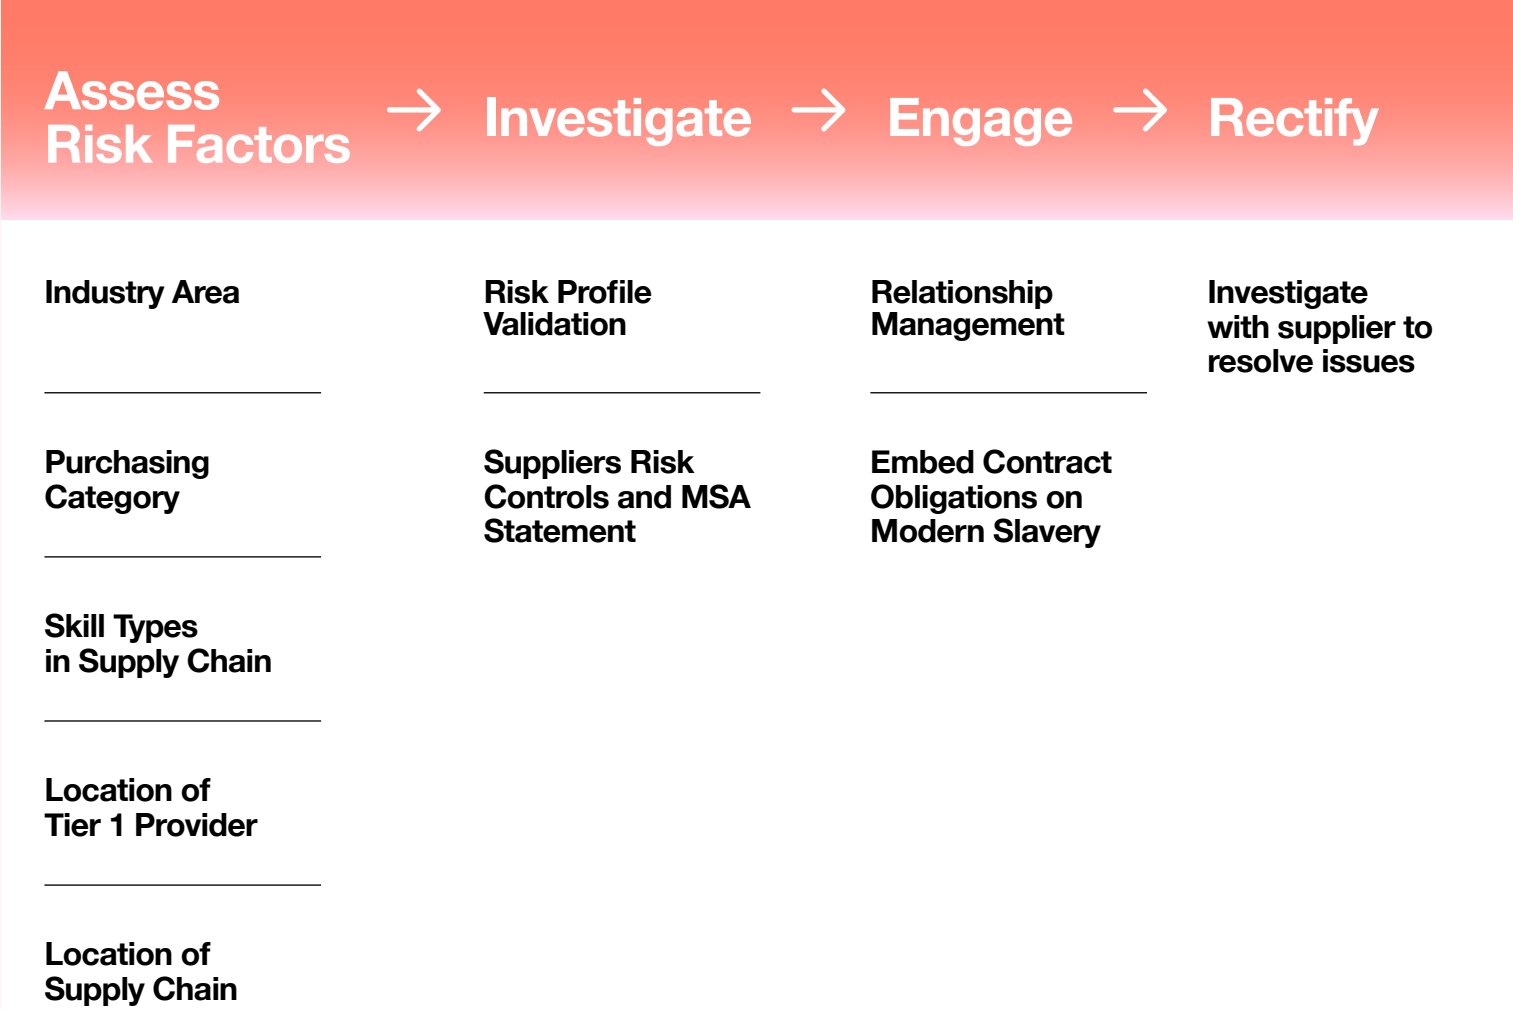 Assess
Risk Factors
Investigate
Engage
Rectify
Industry Area
Purchasing
Category
Skill Types
in Supply Chain
Location of
Tier 1 Provider
Location of
Supply Chain
Risk Profile
Validation
Suppliers Risk
Controls and MSA
Statement
Relationship
Management
Embed Contract
Obligations on
Modern Slavery
Investigate
with supplier to
resolve issues